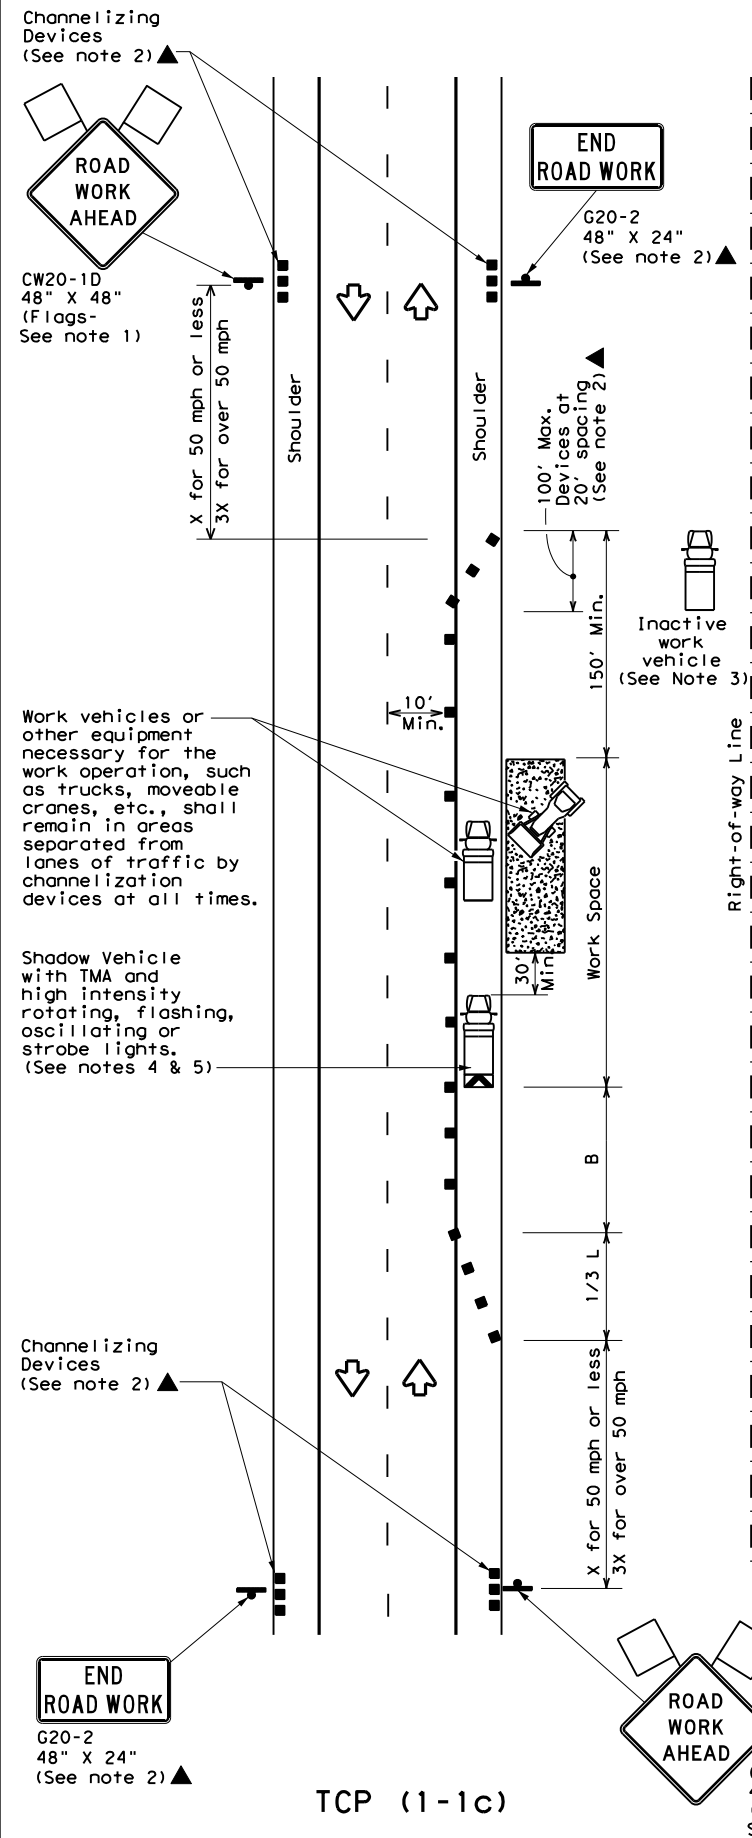 Channelizing
Devices
(See note 2)
ROAD
WORK
AHEAD
CW20-1D
48" X 48"
(Flags-
See note 1)
END
ROAD WORK
G20-2
48" X 24"
(See note 2)
X for 50 mph or less
3X for over 50 mph
Shoulder
Shoulder
100' Max.
Devices at
20' spacing
(See note 2)
150' Min.
Inactive
work
vehicle
(See Note 3)
10'
Min.
Right-of-way Line
Work vehicles or
other equipment
necessary for the
work operation, such
as trucks, moveable
cranes, etc., shall
remain in areas
separated from
lanes of traffic by
channelization
devices at all times.
Work Space
30'
Min.
Shadow Vehicle
with TMA and
high intensity
rotating, flashing,
oscillating or
strobe lights.
(See notes 4 & 5)
B
1/3 L
Channelizing
Devices
(See note 2)
X for 50 mph or less
3X for over 50 mph
END
ROAD WORK
G20-2
48" X 24"
(See note 2)
ROAD
WORK
AHEAD
TCP (1-1c)